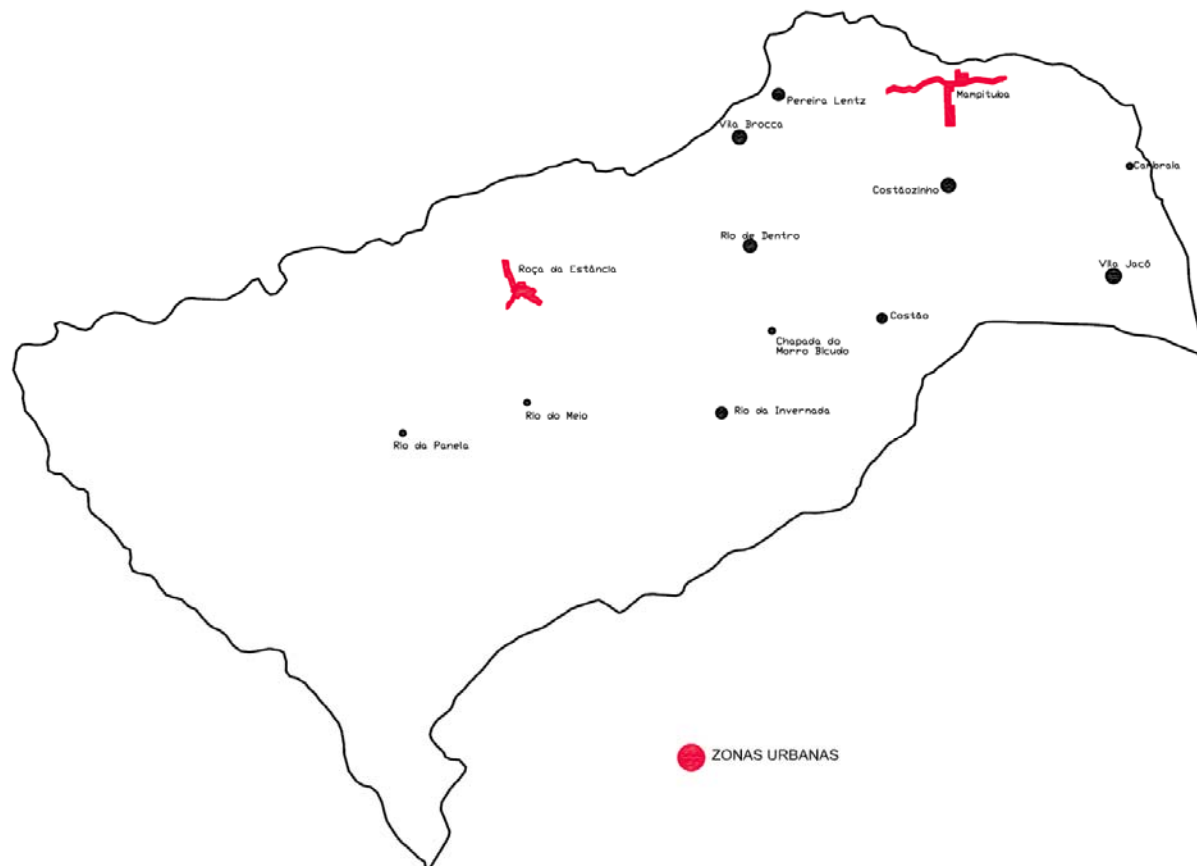 Pereira Lentz
Mampituba
Vila Brocca
Cambraia
Costãozinho
Rio de Dentro
Vila Jacó
Roça da Estância
Costão
Chapada do
Morro Bicudo
Rio do Meio
Rio da Invernada
Rio da Panela
ZONAS URBANAS